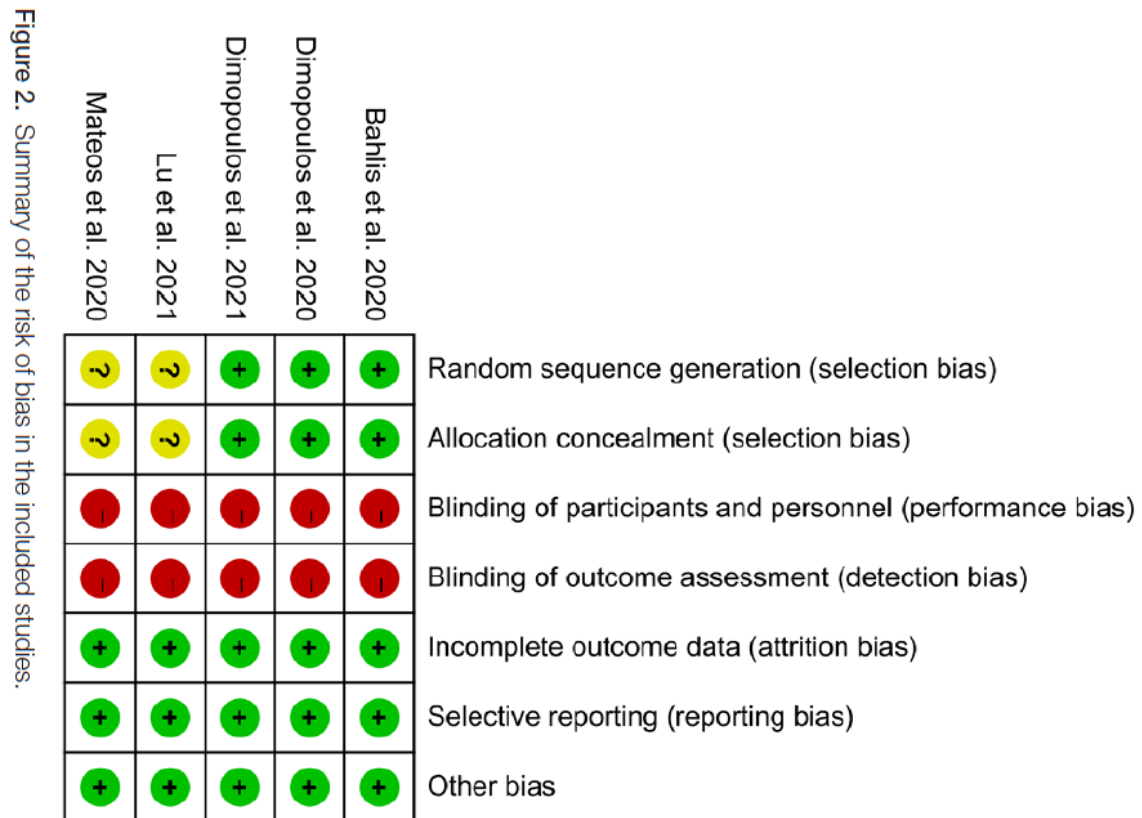 Bahlis et al. 2020
Dimopoulos et al. 2020
Dimopoulos et al. 2021
Lu et al. 2021
Mateos et al. 2020
? ? + + + Random sequence generation (selection bias)
? ? + + + Allocation concealment (selection bias)
– – – – – Blinding of participants and personnel (performance bias)
– – – – – Blinding of outcome assessment (detection bias)
+ + + + + Incomplete outcome data (attrition bias)
+ + + + + Selective reporting (reporting bias)
+ + + + + Other bias
Figure 2. Summary of the risk of bias in the included studies.